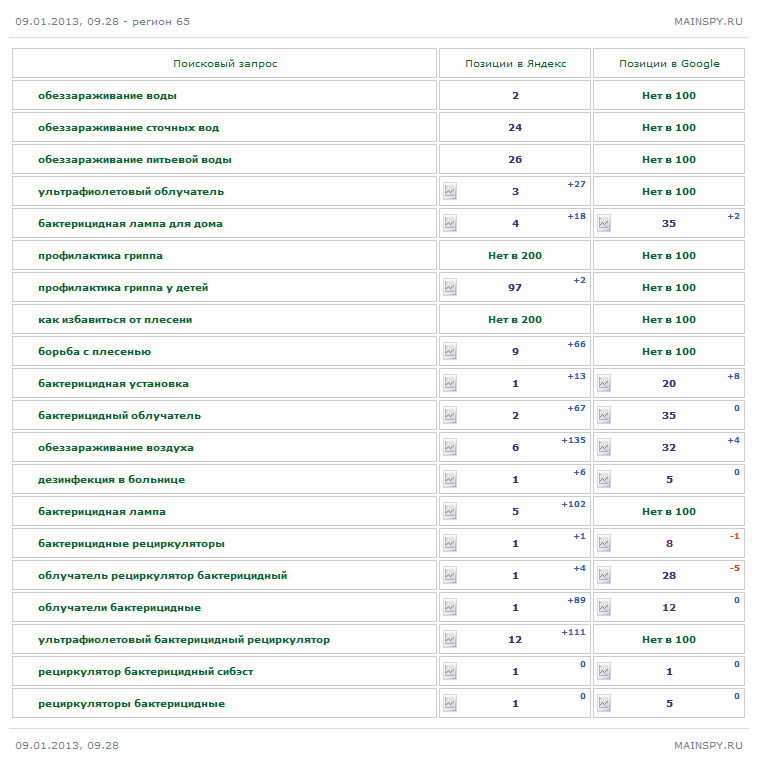 09.01.2013, 09.28 - регион 65 MAINSPY.RU
Поисковый запрос Позиции в Яндекс Позиции в Google
обеззараживание воды 2 Нет в 100
обеззараживание сточных вод 24 Нет в 100
обеззараживание питьевой воды 26 Нет в 100
ультрафиолетовый облучатель 3 +27 Нет в 100
бактерицидная лампа для дома 4 +18 35 +2
профилактика гриппа Нет в 200 Нет в 100
профилактика гриппа у детей 97 +2 Нет в 100
как избавиться от плесени Нет в 200 Нет в 100
борьба с плесенью 9 +66 Нет в 100
бактерицидная установка 1 +13 20 +8
бактерицидный облучатель 2 +67 35 0
обеззараживание воздуха 6 +135 32 +4
дезинфекция в больнице 1 +6 5 0
бактерицидная лампа 5 +102 Нет в 100
бактерицидные рециркуляторы 1 +1 8 -1
облучатель рециркулятор бактерицидный 1 +4 28 -5
облучатели бактерицидные 1 +89 12 0
ультрафиолетовый бактерицидный рециркулятор 12 +111 Нет в 100
рециркулятор бактерицидный сибэст 1 0 1 0
рециркуляторы бактерицидные 1 0 5 0
09.01.2013, 09.28 MAINSPY.RU